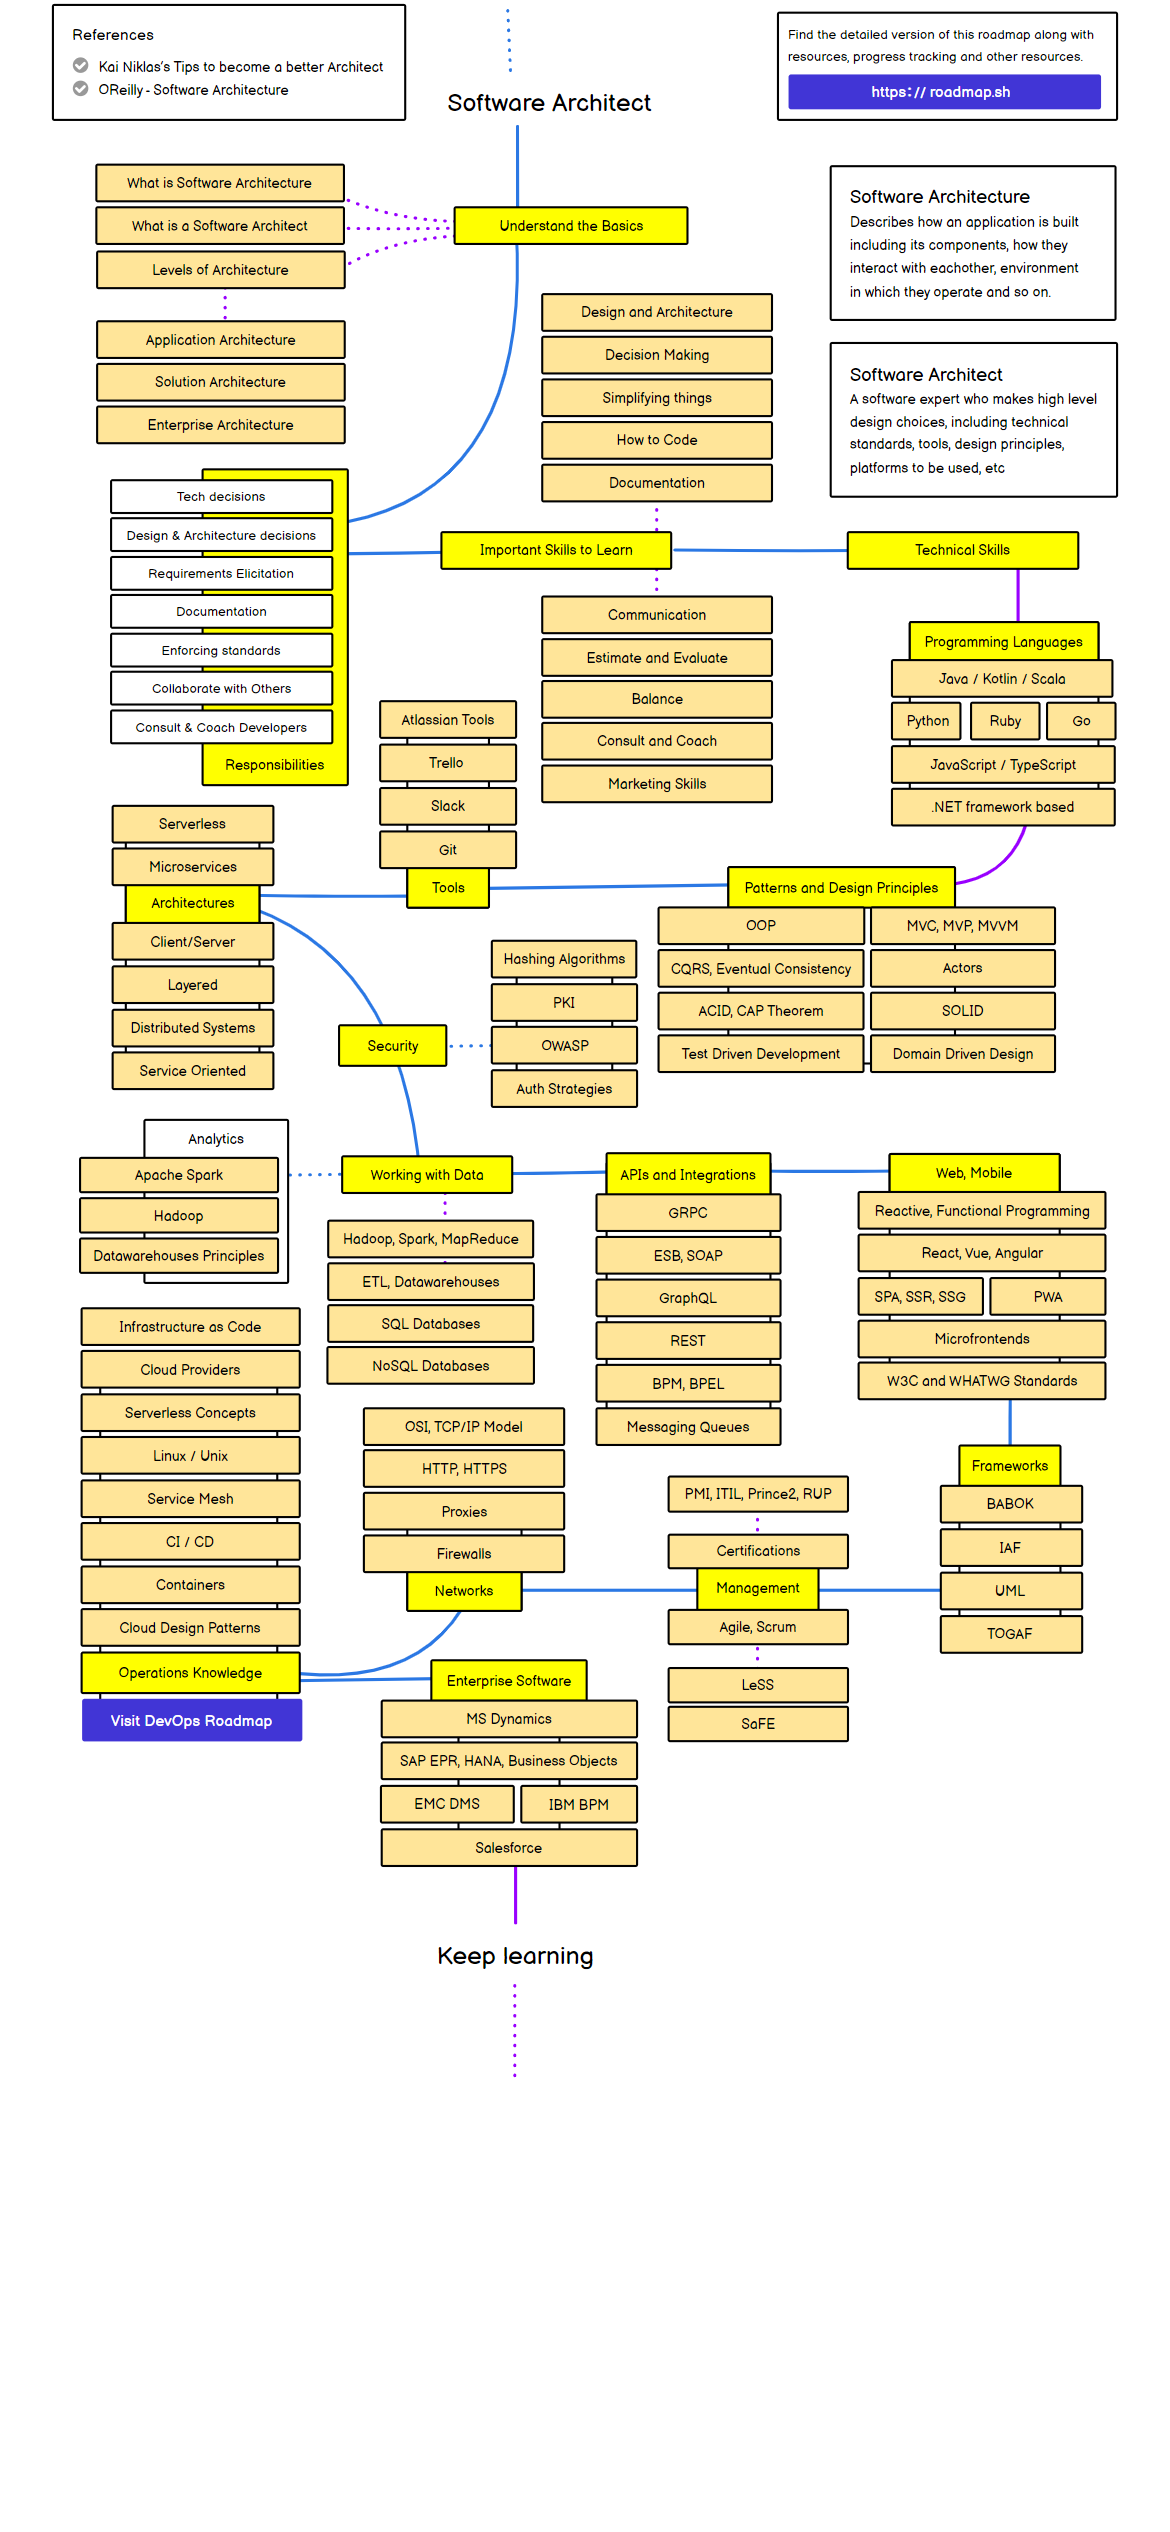 References
Kai Niklas's Tips to become a better Architect
OReilly - Software Architecture
Software Architect
Find the detailed version of this roadmap along with
resources, progress tracking and other resources.
https://roadmap.sh
What is Software Architecture
What is a Software Architect
Levels of Architecture
Understand the Basics
Application Architecture
Solution Architecture
Enterprise Architecture
Software Architecture
Describes how an application is built
including its components, how they
interact with eachother, environment
in which they operate and so on.
Software Architect
A software expert who makes high level
design choices, including technical
standards, tools, design principles,
platforms to be used, etc
Design and Architecture
Decision Making
Simplifying things
How to Code
Documentation
Tech decisions
Design & Architecture decisions
Requirements Elicitation
Documentation
Enforcing standards
Collaborate with Others
Consult & Coach Developers
Responsibilities
Important Skills to Learn
Technical Skills
Communication
Estimate and Evaluate
Balance
Consult and Coach
Marketing Skills
Programming Languages
Java / Kotlin / Scala
Python
Ruby
Go
JavaScript / TypeScript
.NET framework based
Atlassian Tools
Trello
Slack
Git
Tools
Serverless
Microservices
Architectures
Client/Server
Layered
Distributed Systems
Service Oriented
Patterns and Design Principles
OOP
MVC, MVP, MVVM
CQRS, Eventual Consistency
Actors
ACID, CAP Theorem
SOLID
Test Driven Development
Domain Driven Design
Security
Hashing Algorithms
PKI
OWASP
Auth Strategies
Analytics
Apache Spark
Hadoop
Datawarehouses Principles
Working with Data
Hadoop, Spark, MapReduce
ETL, Datawarehouses
SQL Databases
NoSQL Databases
APIs and Integrations
GRPC
ESB, SOAP
GraphQL
REST
BPM, BPEL
Messaging Queues
Web, Mobile
Reactive, Functional Programming
React, Vue, Angular
SPA, SSR, SSG
PWA
Microfrontends
W3C and WHATWG Standards
Infrastructure as Code
Cloud Providers
Serverless Concepts
Linux / Unix
Service Mesh
CI / CD
Containers
Cloud Design Patterns
Operations Knowledge
Visit DevOps Roadmap
OSI, TCP/IP Model
HTTP, HTTPS
Proxies
Firewalls
Networks
PMI, ITIL, Prince2, RUP
Certifications
Management
Agile, Scrum
LeSS
SaFE
Frameworks
BABOK
IAF
UML
TOGAF
Enterprise Software
MS Dynamics
SAP EPR, HANA, Business Objects
EMC DMS
IBM BPM
Salesforce
Keep learning